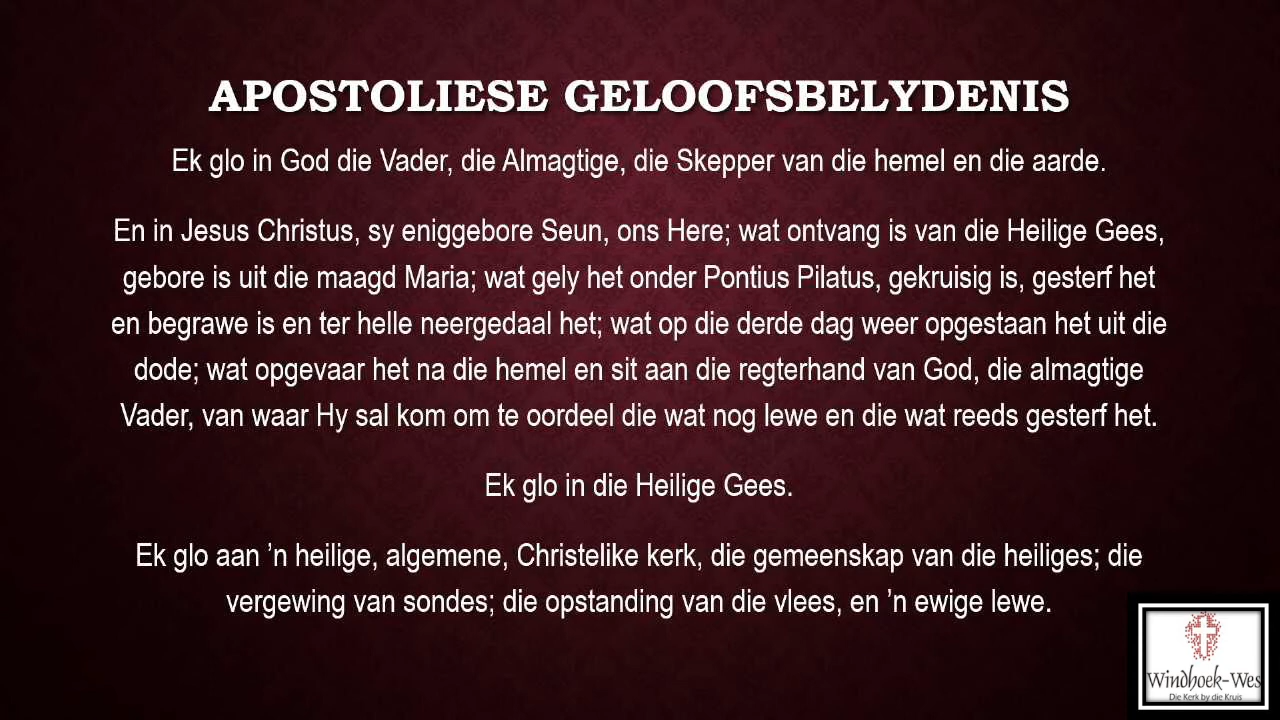 APOSTOLIESE GELOOFSBELYDENIS
Ek glo in God die Vader, die Almagtige, die Skepper van die hemel en die aarde.
En in Jesus Christus, sy eniggebore Seun, ons Here; wat ontvang is van die Heilige Gees,
gebore is uit die maagd Maria; wat gely het onder Pontius Pilatus, gekruisig is, gesterf het
en begrawe is en ter helle neergedaal het; wat op die derde dag weer opgestaan het uit die
dode; wat opgevaar het na die hemel en sit aan die regterhand van God, die almagtige
Vader, van waar Hy sal kom om te oordeel die wat nog lewe en die wat reeds gesterf het.
Ek glo in die Heilige Gees.
Ek glo aan ’n heilige, algemene, Christelike kerk, die gemeenskap van die heiliges; die
vergewing van sondes; die opstanding van die vlees, en ’n ewige lewe.
Windhoek-Wes
Die Kerk by die Kruis